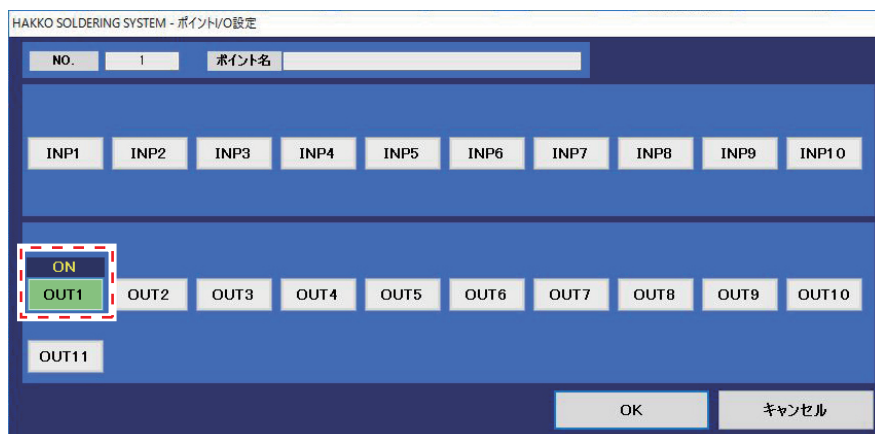 HAKKO SOLDERING SYSTEM - ポイントI/O設定
NO. 1 ポイント名
INP1 INP2 INP3 INP4 INP5 INP6 INP7 INP8 INP9 INP10
ON
OUT1 OUT2 OUT3 OUT4 OUT5 OUT6 OUT7 OUT8 OUT9 OUT10
OUT11
OK キャンセル